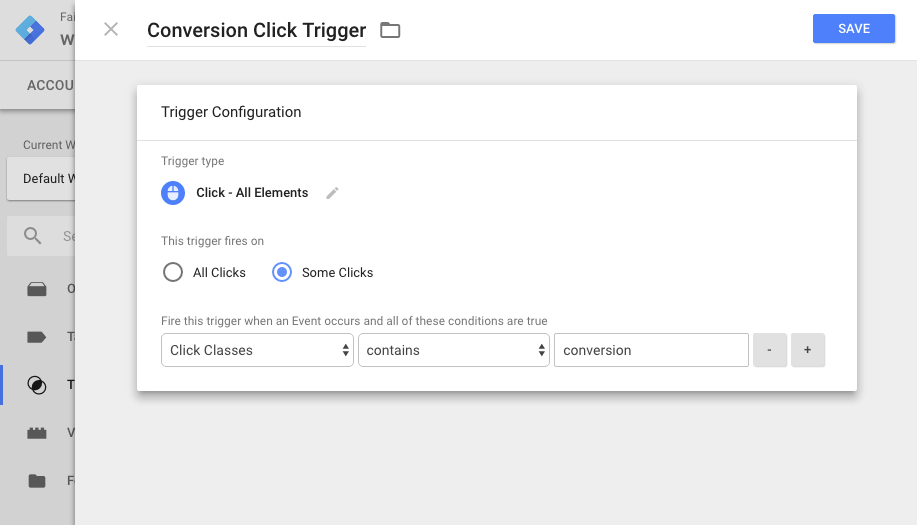 Fai
W
Conversion Click Trigger
SAVE
ACCOU
Trigger Configuration
Current W
Trigger type
Default W
Click - All Elements
Se
This trigger fires on
All Clicks
Some Clicks
O
Fire this trigger when an Event occurs and all of these conditions are true
T
Click Classes contains conversion - +
T
V
F